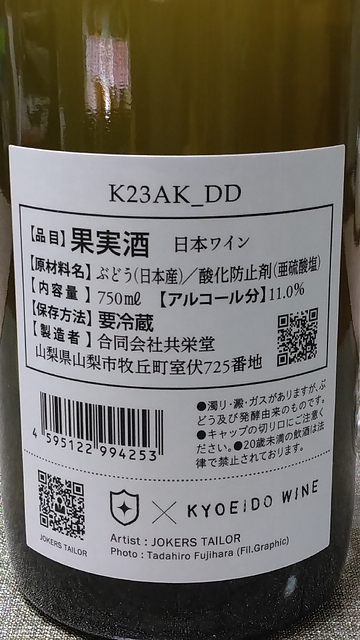 K23AK_DD
【品目】果実酒 日本ワイン
【原材料名】ぶどう(日本産)／酸化防止剤(亜硫酸塩)
【内容量】750mℓ 【アルコール分】11.0%
【保存方法】要冷蔵
【製造者】合同会社共栄堂
山梨県山梨市牧丘町室伏725番地
4 595122 994253
●濁り・澱・ガスがありますが、ぶ
どう及び発酵由来のものです。
●キャップの切り口にご注意く
ださい。●20歳未満の飲酒は法
律で禁止されております。
JOKERS TAILOR
× KYOEIDO WINE
Artist : JOKERS TAILOR
Photo : Tadahiro Fujihara (Fil.Graphic)